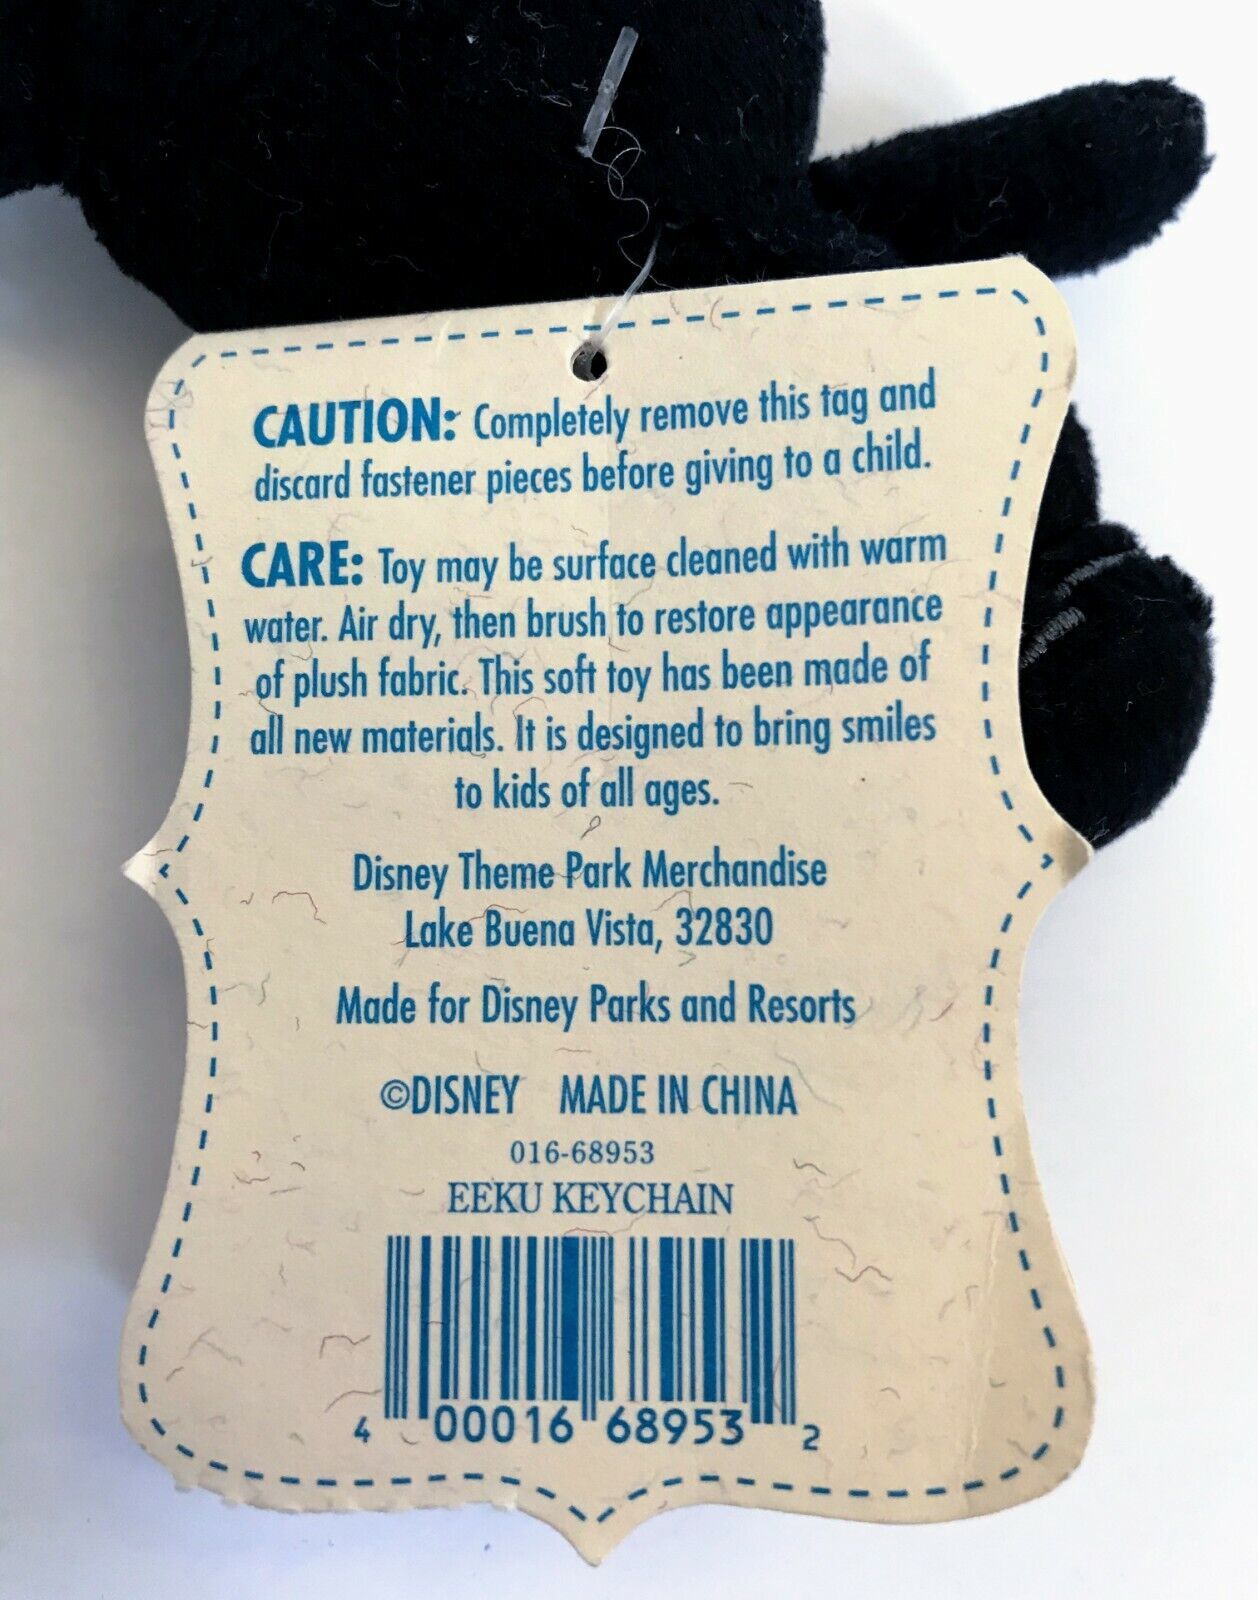 CAUTION: Completely remove this tag and
discard fastener pieces before giving to a child.
CARE: Toy may be surface cleaned with warm
water. Air dry, then brush to restore appearance
of plush fabric. This soft toy has been made of
all new materials. It is designed to bring smiles
to kids of all ages.
Disney Theme Park Merchandise
Lake Buena Vista, 32830
Made for Disney Parks and Resorts
©DISNEY MADE IN CHINA
016-68953
EEKU KEYCHAIN
4 00016 68953 2